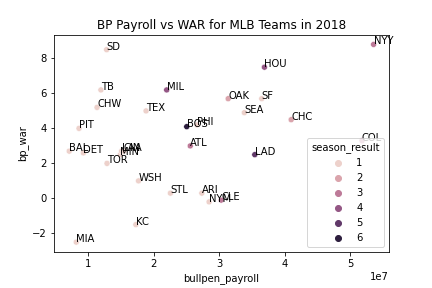 BP Payroll vs WAR for MLB Teams in 2018
NYY
SD
8
HOU
TB
MIL
6
OAK
SF
CHW
TEX
SEA
CHC
PIT
BOS
PHI
4
COL
season_result
ATL
1
BAL
DET
MIN
LAD
2
TOR
2
3
WSH
4
STL
ARI
0
NYM
CLE
5
KC
6
−2
MIA
bp_war
1
2
3
4
5
1e7
bullpen_payroll